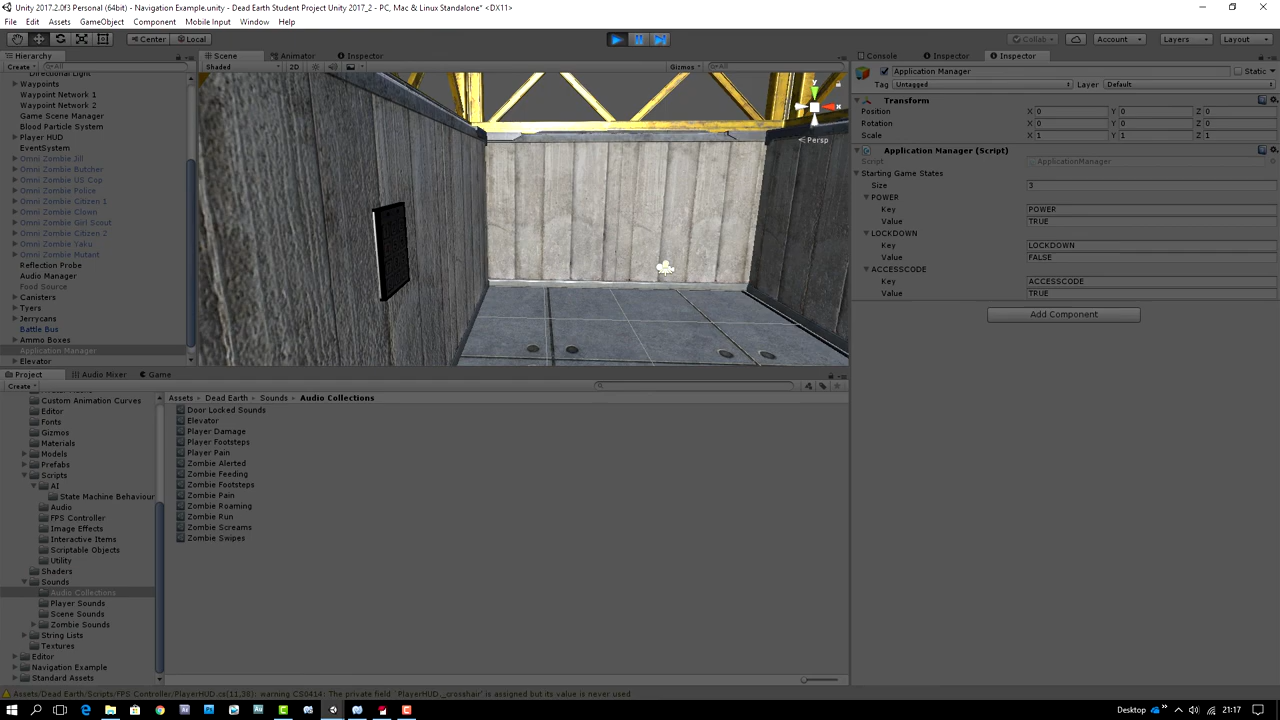 Unity 2017.2.0f3 Personal (64bit) - Navigation Example.unity - Dead Earth Student Project Unity 2017_2 - PC, Mac & Linux Standalone* <DX11>
File Edit Assets GameObject Component Mobile Input Window Help
Center Local Collab Account Layers Layout
Hierarchy Scene Animator Inspector Console Inspector Inspector
Create All Shaded 2D Gizmos All
Application Manager Static
Tag Untagged Layer Default
Directional Light
Waypoints
Waypoint Network 1
Waypoint Network 2
Game Scene Manager
Blood Particle System
Player HUD
EventSystem
Omni Zombie Jill
Omni Zombie Butcher
Omni Zombie US Cop
Omni Zombie Police
Omni Zombie Citizen 1
Omni Zombie Clown
Omni Zombie Girl Scout
Omni Zombie Citizen 2
Omni Zombie Yaku
Omni Zombie Mutant
Reflection Probe
Audio Manager
Food Source
Canisters
Tyers
Jerrycans
Battle Bus
Ammo Boxes
Application Manager
Elevator
y
x
< Persp
Transform
Position X 0 Y 0 Z 0
Rotation X 0 Y 0 Z 0
Scale X 1 Y 1 Z 1
Application Manager (Script)
Script ApplicationManager
Starting Game States
Size 3
POWER
Key POWER
Value TRUE
LOCKDOWN
Key LOCKDOWN
Value FALSE
ACCESSCODE
Key ACCESSCODE
Value TRUE
Add Component
Project Audio Mixer Game
Create
Custom Animation Curves
Editor
Fonts
Gizmos
Materials
Models
Prefabs
Scripts
AI
State Machine Behaviour
Audio
FPS Controller
Image Effects
Interactive Items
Scriptable Objects
Utility
Shaders
Sounds
Audio Collections
Player Sounds
Scene Sounds
Zombie Sounds
String Lists
Textures
Editor
Navigation Example
Standard Assets
Assets Dead Earth Sounds Audio Collections
Door Locked Sounds
Elevator
Player Damage
Player Footsteps
Player Pain
Zombie Alerted
Zombie Feeding
Zombie Footsteps
Zombie Pain
Zombie Roaming
Zombie Run
Zombie Screams
Zombie Swipes
Assets/Dead Earth/Scripts/FPS Controller/PlayerHUD.cs(11,36): warning CS0414: The private field `PlayerHUD._crosshair' is assigned but its value is never used
Desktop 21:17